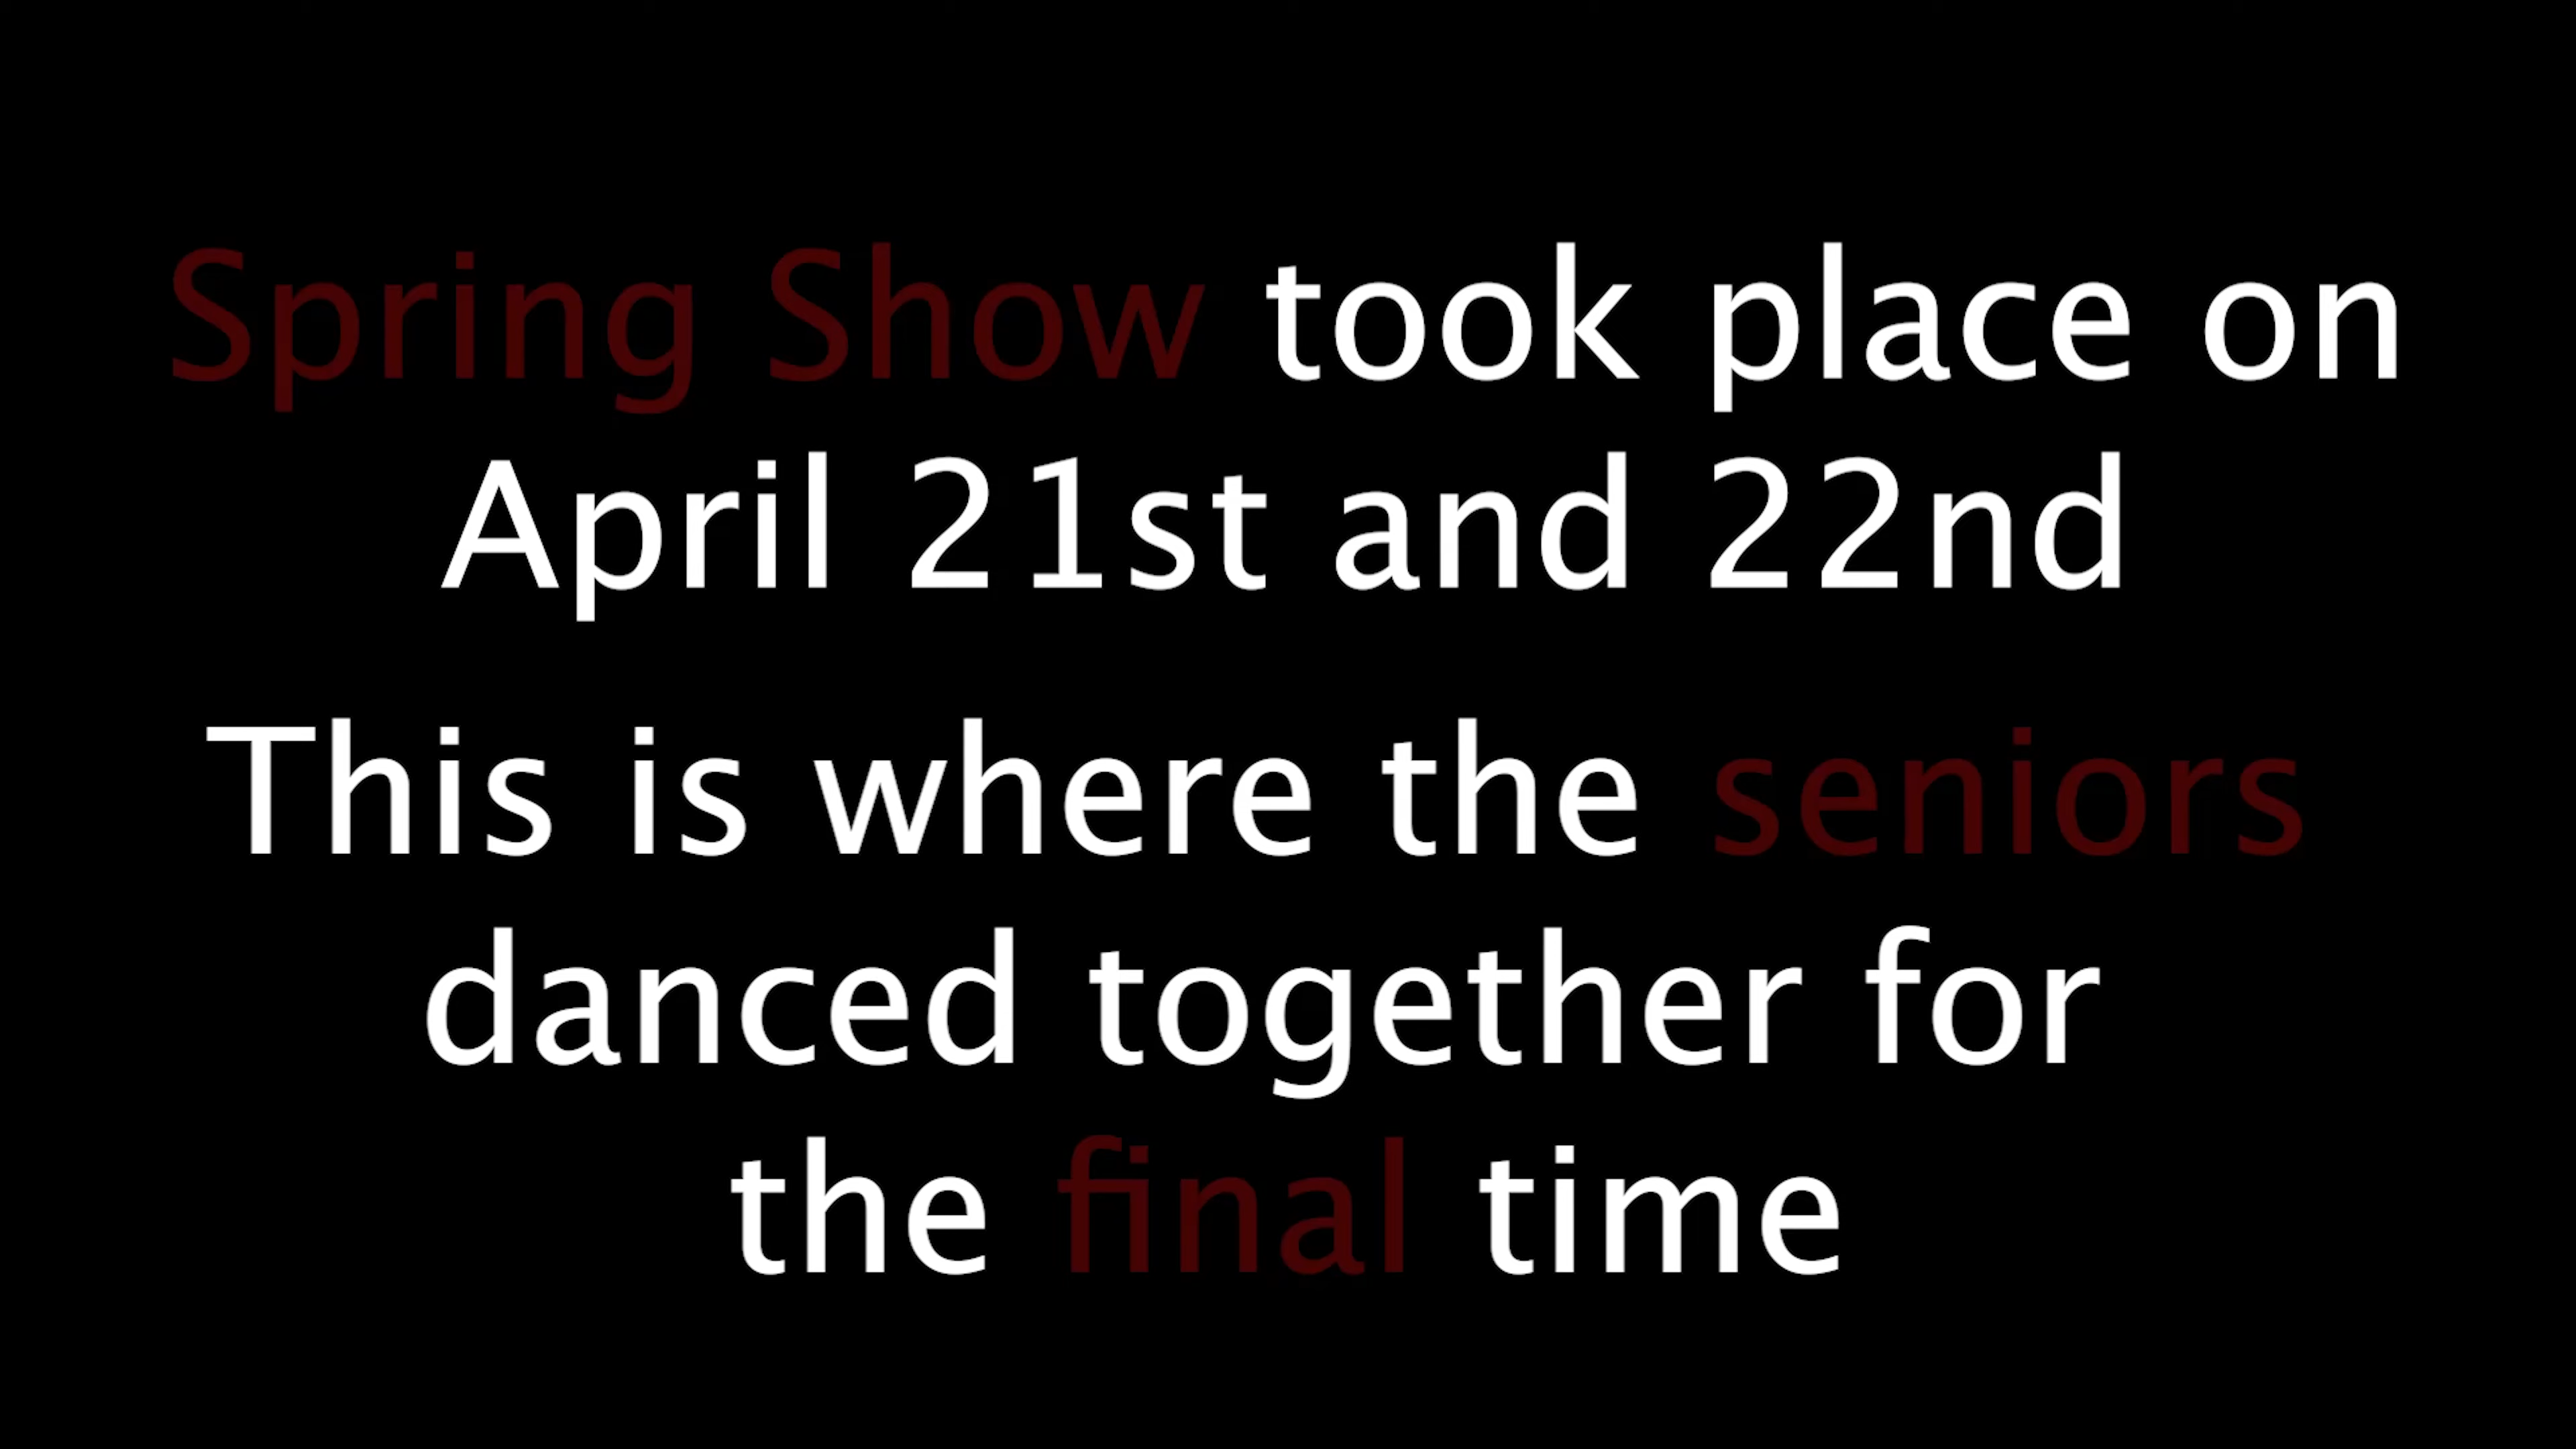 Spring Show took place on
April 21st and 22nd
This is where the seniors
danced together for
the final time